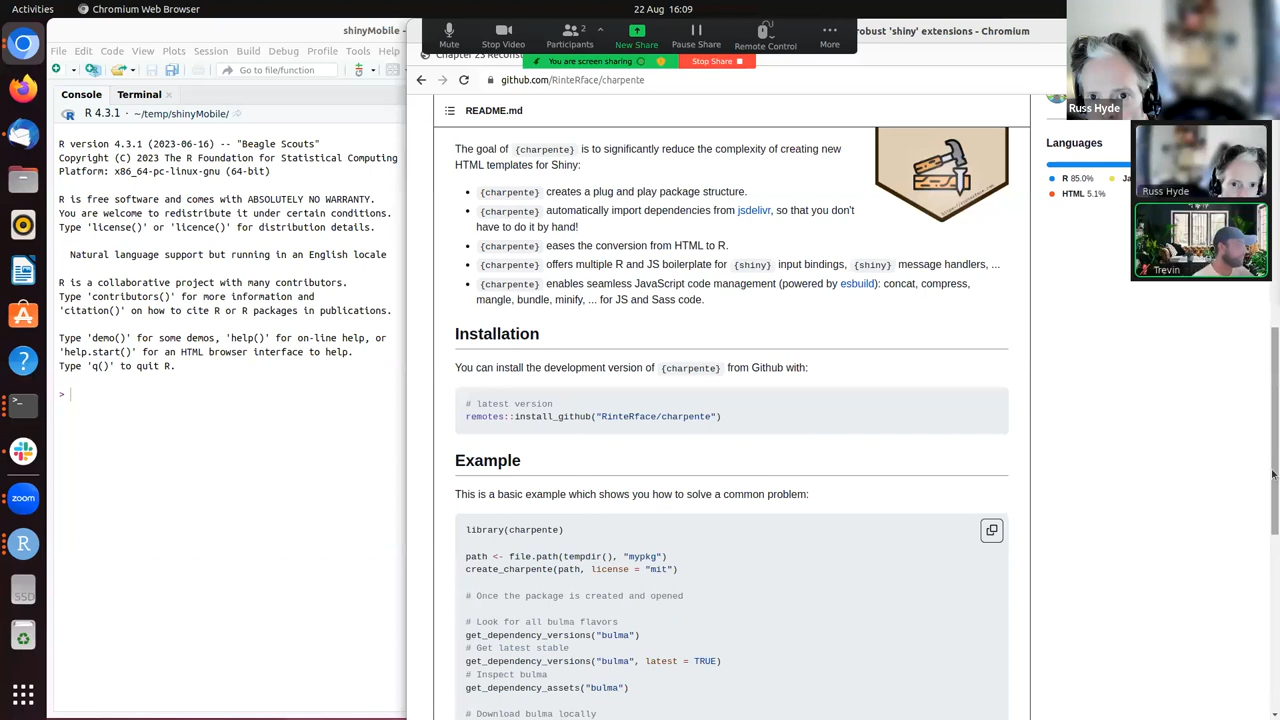 Activities
Chromium Web Browser
22 Aug 16:09
shinyMobile -
File Edit Code View Plots Session Build Debug Profile Tools Help
Go to file/function
Console Terminal
R 4.3.1 · ~/temp/shinyMobile/
R version 4.3.1 (2023-06-16) -- "Beagle Scouts"
Copyright (C) 2023 The R Foundation for Statistical Computing
Platform: x86_64-pc-linux-gnu (64-bit)
R is free software and comes with ABSOLUTELY NO WARRANTY.
You are welcome to redistribute it under certain conditions.
Type 'license()' or 'licence()' for distribution details.
Natural language support but running in an English locale
R is a collaborative project with many contributors.
Type 'contributors()' for more information and
'citation()' on how to cite R or R packages in publications.
Type 'demo()' for some demos, 'help()' for on-line help, or
'help.start()' for an HTML browser interface to help.
Type 'q()' to quit R.
>
SSD
zoom
R
Mute
Stop Video
Participants
2
New Share
Pause Share
Remote Control
More
You are screen sharing
Stop Share
robust 'shiny' extensions - Chromium
github.com/RinteRface/charpente
README.md
The goal of {charpente} is to significantly reduce the complexity of creating new
HTML templates for Shiny:
{charpente} creates a plug and play package structure.
{charpente} automatically import dependencies from jsdelivr, so that you don't
have to do it by hand!
{charpente} eases the conversion from HTML to R.
{charpente} offers multiple R and JS boilerplate for {shiny} input bindings, {shiny} message handlers, ...
{charpente} enables seamless JavaScript code management (powered by esbuild): concat, compress,
mangle, bundle, minify, ... for JS and Sass code.
Installation
You can install the development version of {charpente} from Github with:
# latest version
remotes::install_github("RinteRface/charpente")
Example
This is a basic example which shows you how to solve a common problem:
library(charpente)
path <- file.path(tempdir(), "mypkg")
create_charpente(path, license = "mit")
# Once the package is created and opened
# Look for all bulma flavors
get_dependency_versions("bulma")
# Get latest stable
get_dependency_versions("bulma", latest = TRUE)
# Inspect bulma
get_dependency_assets("bulma")
# Download bulma locally
Languages
R 85.0%
HTML 5.1%
Russ Hyde
Russ Hyde
Trevin